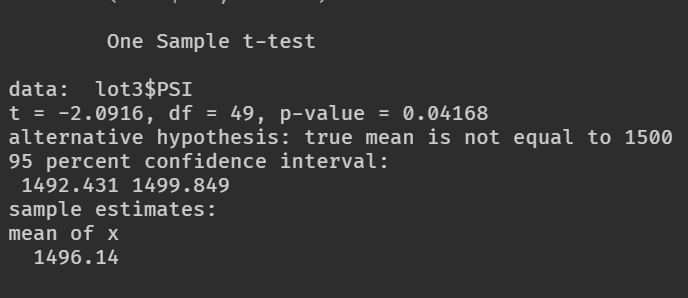 One Sample t-test
data:  lot3$PSI
t = -2.0916, df = 49, p-value = 0.04168
alternative hypothesis: true mean is not equal to 1500
95 percent confidence interval:
 1492.431 1499.849
sample estimates:
mean of x
  1496.14